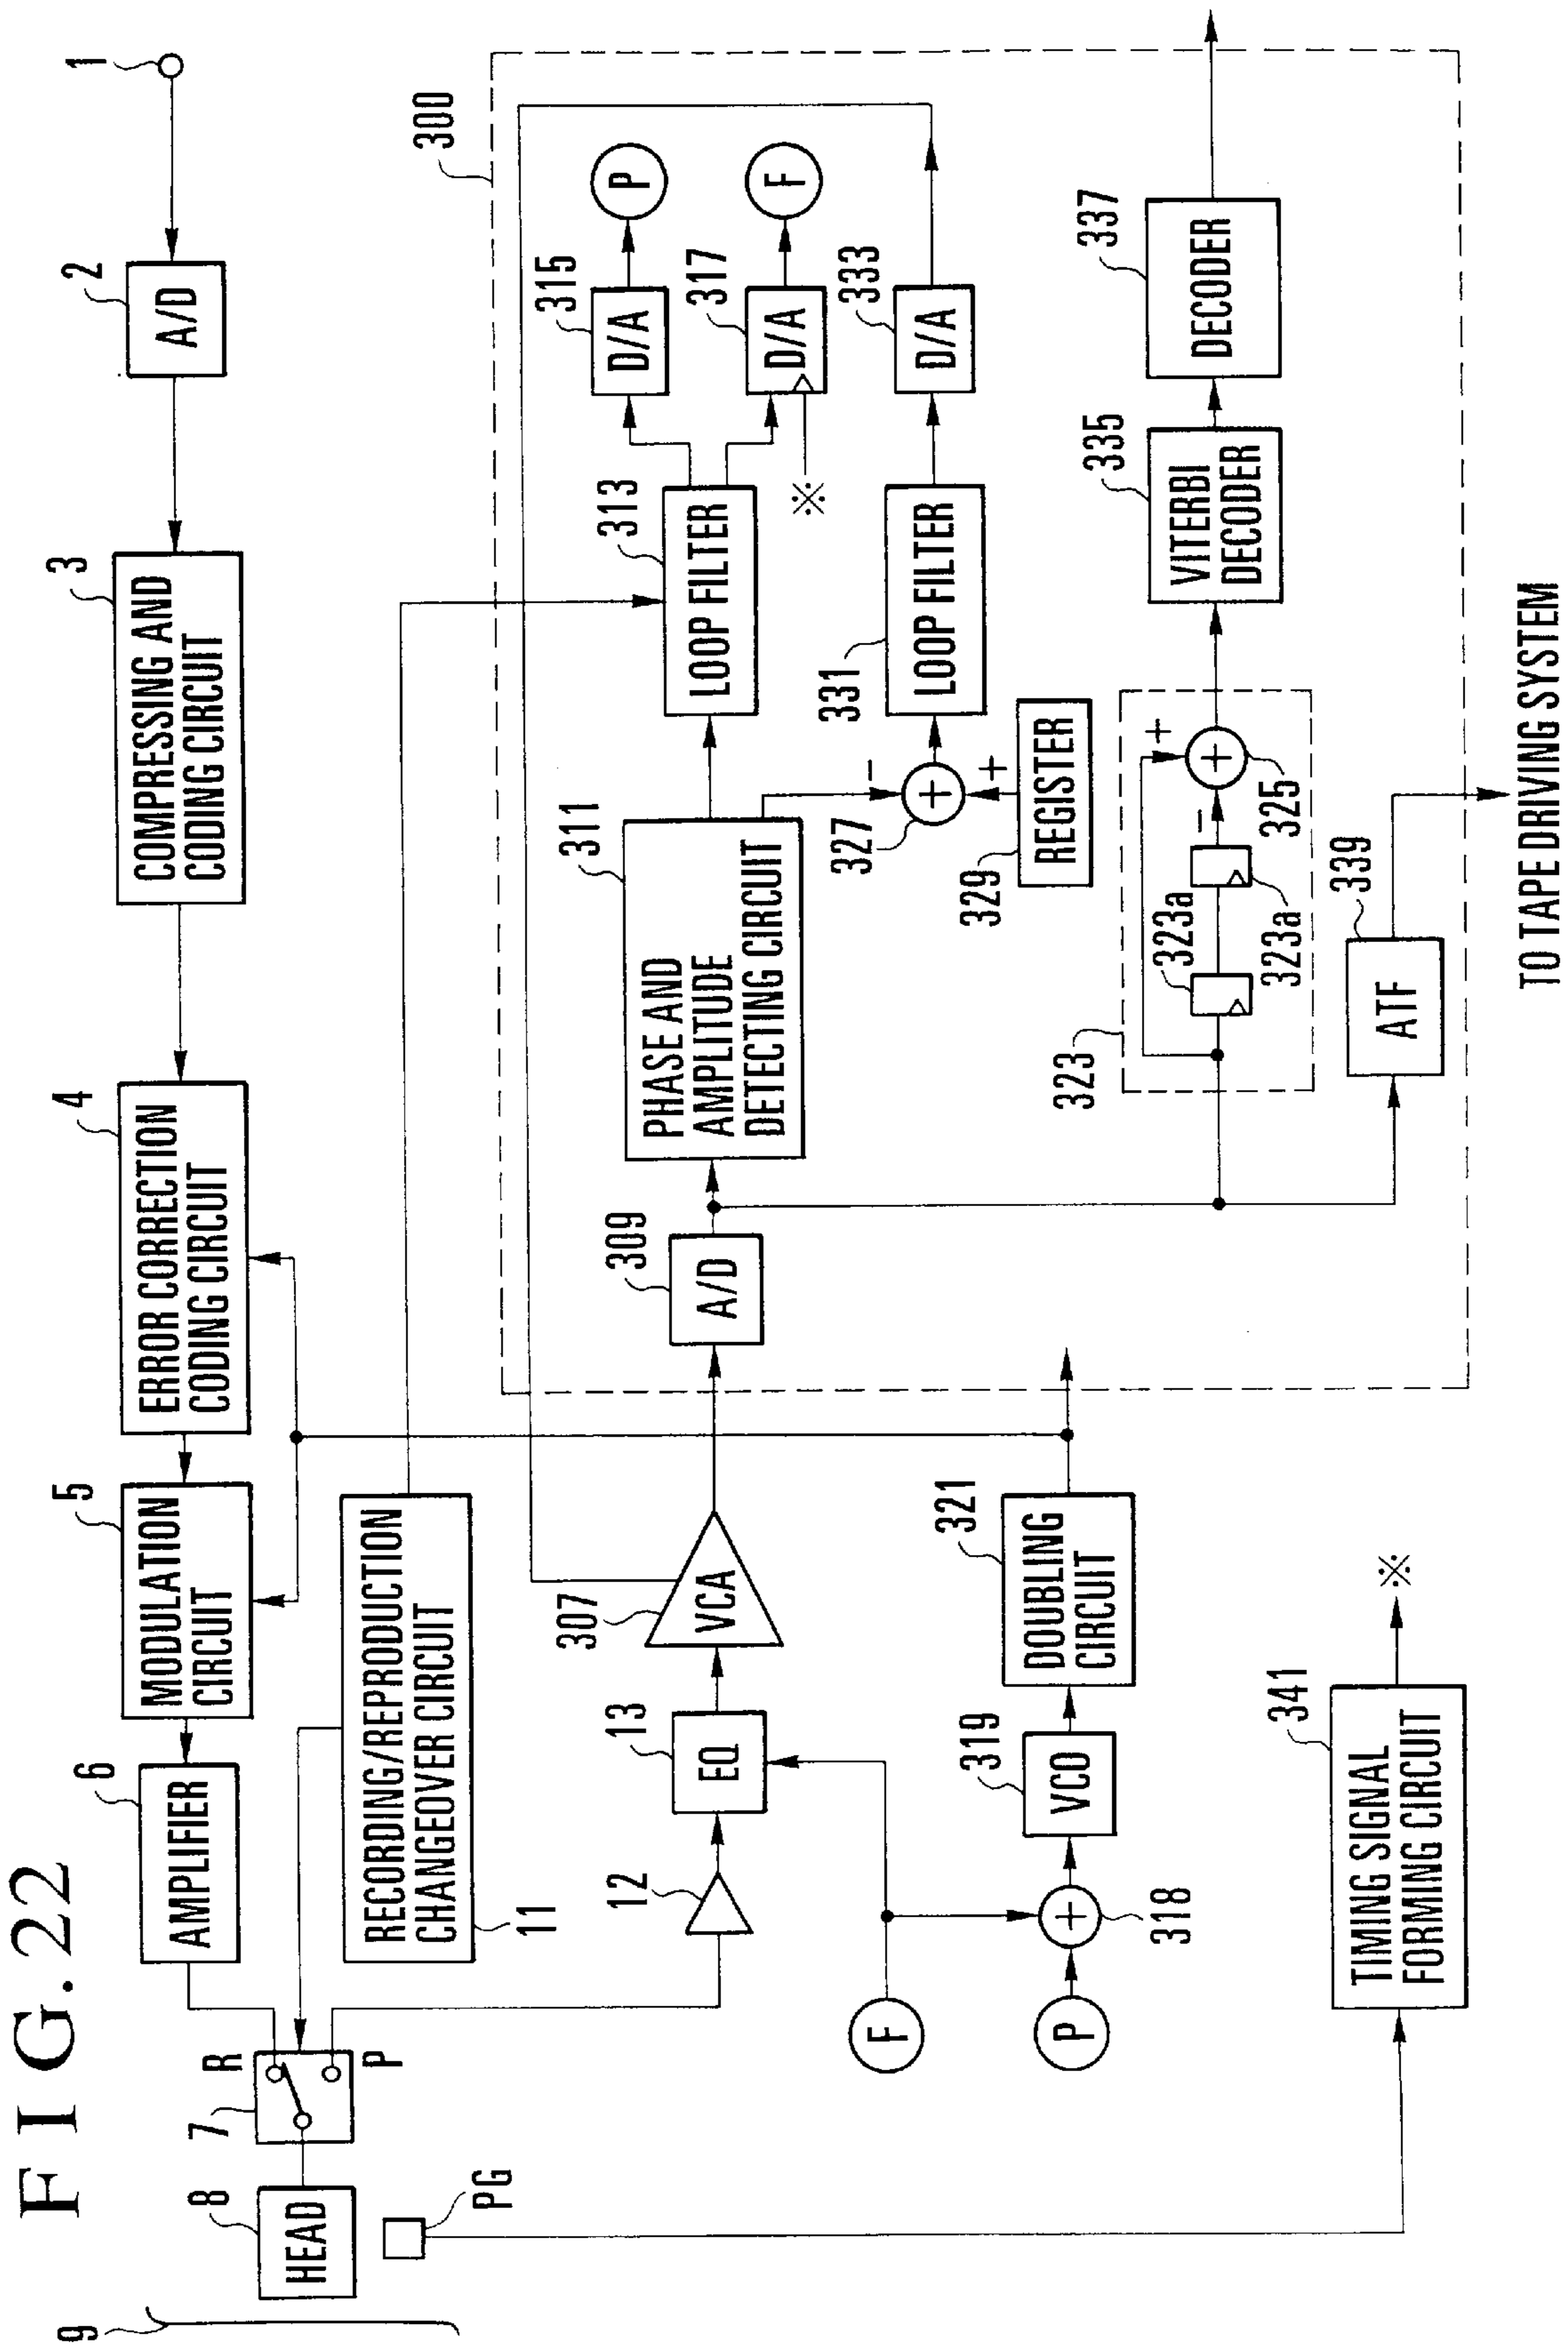 FIG. 22
1
2
A/D
3
COMPRESSING AND
CODING CIRCUIT
4
ERROR CORRECTION
CODING CIRCUIT
5
MODULATION
CIRCUIT
6
AMPLIFIER
7
R
P
8
HEAD
9
PG
RECORDING/REPRODUCTION
CHANGEOVER CIRCUIT
11
12
13
EQ
307
VCA
300
309
A/D
311
PHASE AND
AMPLITUDE
DETECTING CIRCUIT
313
LOOP FILTER
315
D/A
P
317
D/A
F
※
327
+
−
+
329
REGISTER
331
LOOP FILTER
333
D/A
323
323a
323a
−
+
+
325
335
VITERBI
DECODER
337
DECODER
339
ATF
TO TAPE DRIVING SYSTEM
F
P
+
318
319
VCO
321
DOUBLING
CIRCUIT
341
TIMING SIGNAL
FORMING CIRCUIT
※